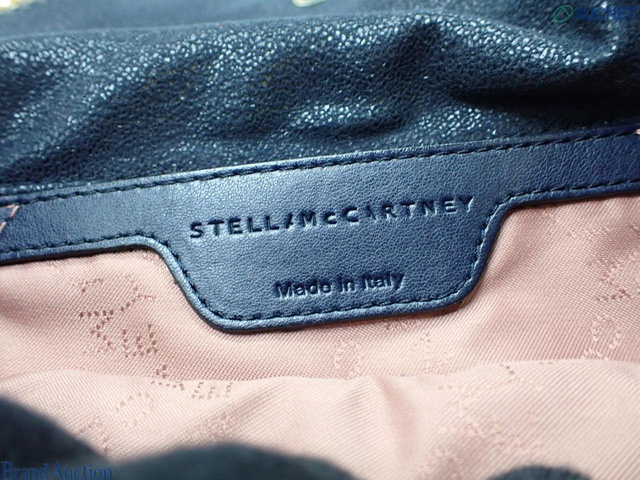 STELLA McCARTNEY
Made in Italy
Brand Auction